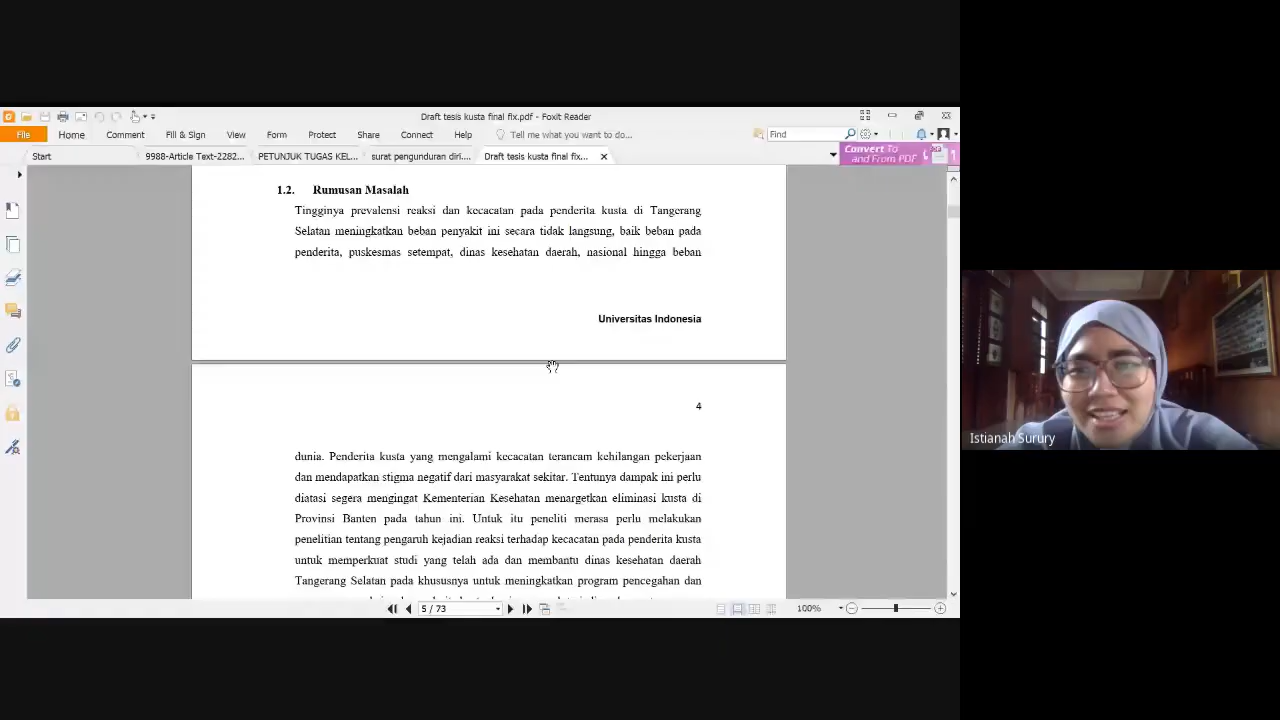 Draft tesis kusta final fix.pdf - Foxit Reader
File Home Comment Fill & Sign View Form Protect Share Connect Help Tell me what you want to do... Find
Start 9988-Article Text-2282... PETUNJUK TUGAS KEL... surat pengunduran diri,... Draft tesis kusta final fix... Convert To
and From PDF
1.2. Rumusan Masalah
Tingginya prevalensi reaksi dan kecacatan pada penderita kusta di Tangerang
Selatan meningkatkan beban penyakit ini secara tidak langsung, baik beban pada
penderita, puskesmas setempat, dinas kesehatan daerah, nasional hingga beban
Universitas Indonesia
4
dunia. Penderita kusta yang mengalami kecacatan terancam kehilangan pekerjaan
dan mendapatkan stigma negatif dari masyarakat sekitar. Tentunya dampak ini perlu
diatasi segera mengingat Kementerian Kesehatan menargetkan eliminasi kusta di
Provinsi Banten pada tahun ini. Untuk itu peneliti merasa perlu melakukan
penelitian tentang pengaruh kejadian reaksi terhadap kecacatan pada penderita kusta
untuk memperkuat studi yang telah ada dan membantu dinas kesehatan daerah
Tangerang Selatan pada khususnya untuk meningkatkan program pencegahan dan
5 / 73 100%
Istianah Surury